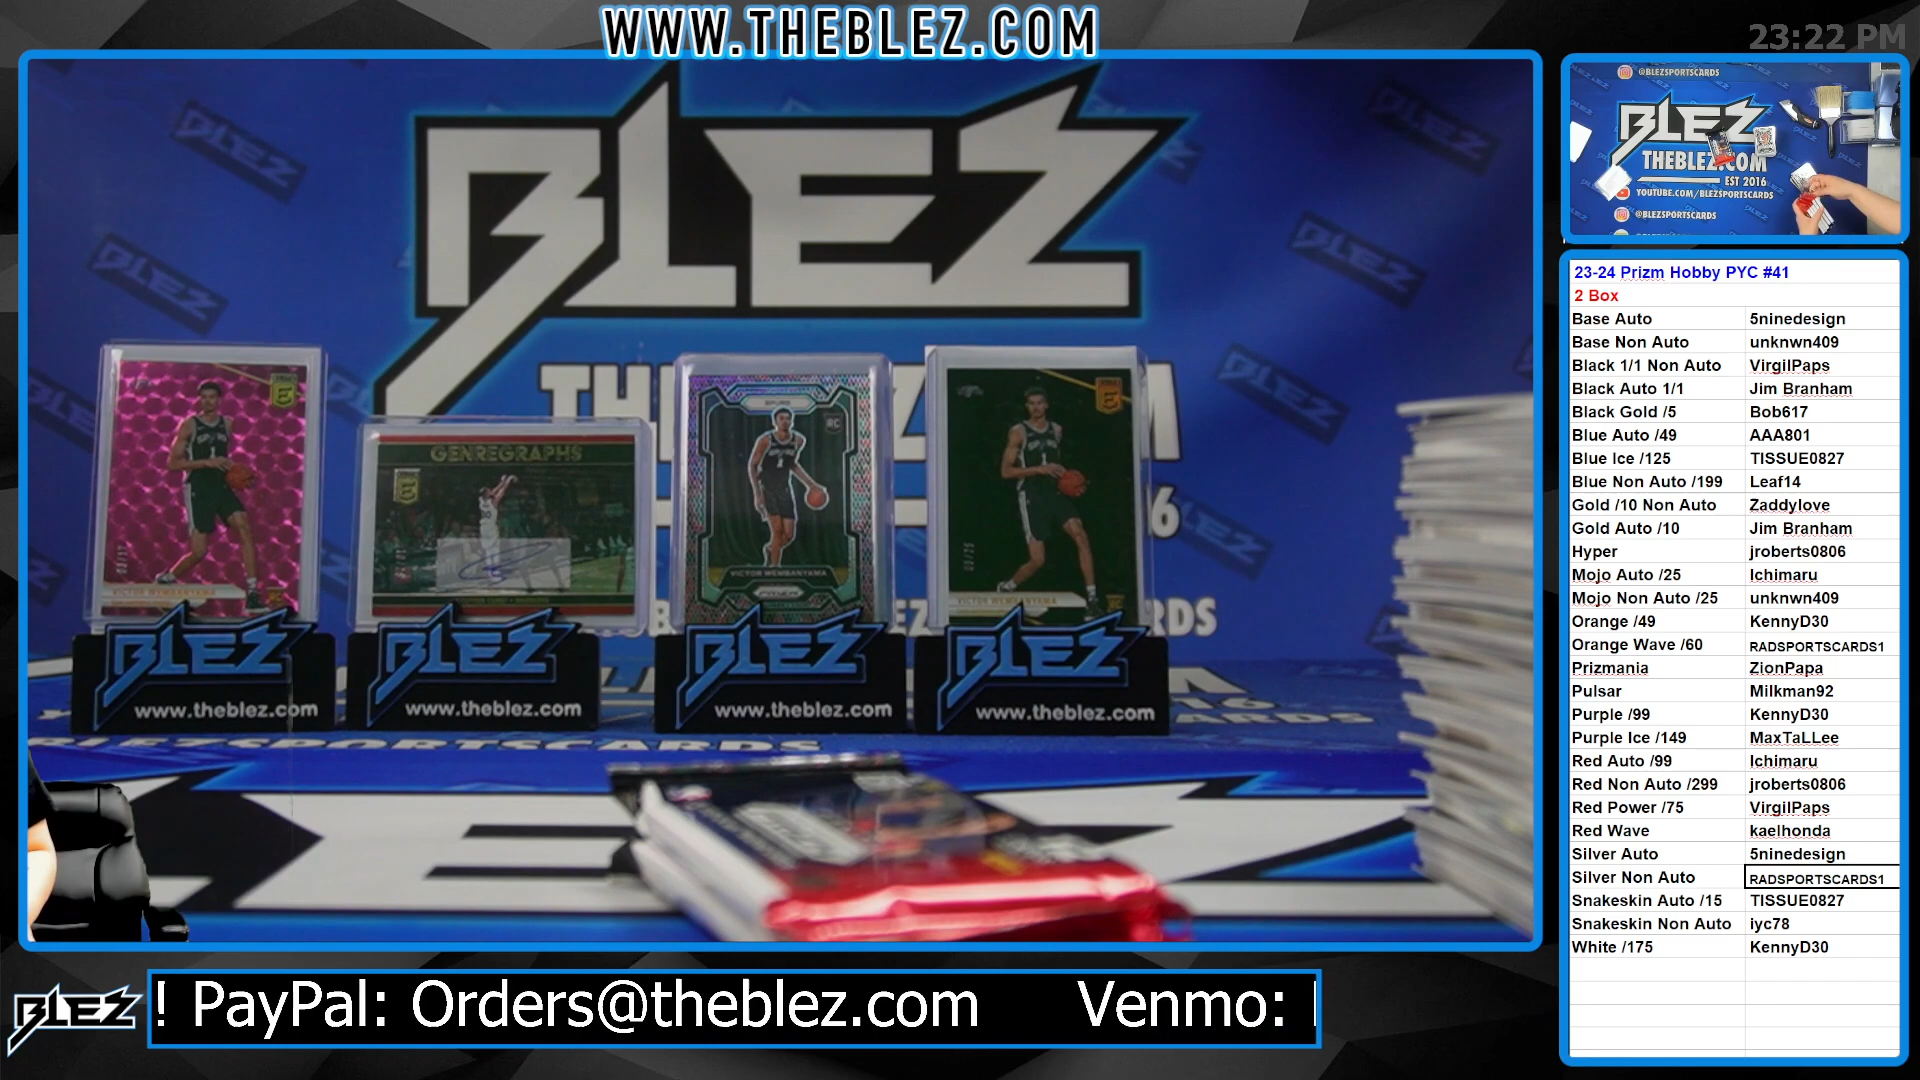 WWW.THEBLEZ.COM
23:22 PM
BLEZ
GENREGRAPHS
SPURS
RC
VICTOR WEMBANYAMA
PRIZM
VICTOR WEMBANYAMA
VICTOR WEMBANYAMA
BLEZ
www.theblez.com
BLEZ
www.theblez.com
BLEZ
www.theblez.com
BLEZ
www.theblez.com
BLEZSPORTSCARDS
@BLEZSPORTSCARDS
BLEZ
THEBLEZ.COM
EST 2016
YOUTUBE.COM/BLEZSPORTSCARDS
@BLEZSPORTSCARDS
23-24 Prizm Hobby PYC #41
2 Box
Base Auto 5ninedesign
Base Non Auto unknwn409
Black 1/1 Non Auto VirgilPaps
Black Auto 1/1 Jim Branham
Black Gold /5 Bob617
Blue Auto /49 AAA801
Blue Ice /125 TISSUE0827
Blue Non Auto /199 Leaf14
Gold /10 Non Auto Zaddylove
Gold Auto /10 Jim Branham
Hyper jroberts0806
Mojo Auto /25 Ichimaru
Mojo Non Auto /25 unknwn409
Orange /49 KennyD30
Orange Wave /60 RADSPORTSCARDS1
Prizmania ZionPapa
Pulsar Milkman92
Purple /99 KennyD30
Purple Ice /149 MaxTaLLee
Red Auto /99 Ichimaru
Red Non Auto /299 jroberts0806
Red Power /75 VirgilPaps
Red Wave kaelhonda
Silver Auto 5ninedesign
Silver Non Auto RADSPORTSCARDS1
Snakeskin Auto /15 TISSUE0827
Snakeskin Non Auto iyc78
White /175 KennyD30
BLEZ
! PayPal: Orders@theblez.com Venmo: